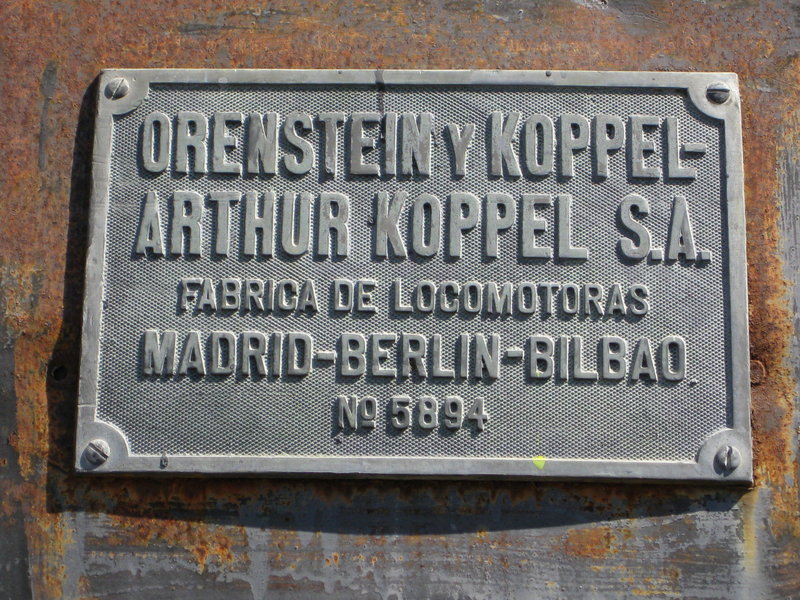 ORENSTEIN Y KOPPEL-
ARTHUR KOPPEL S.A.
FABRICA DE LOCOMOTORAS
MADRID-BERLIN-BILBAO
Nº 5894